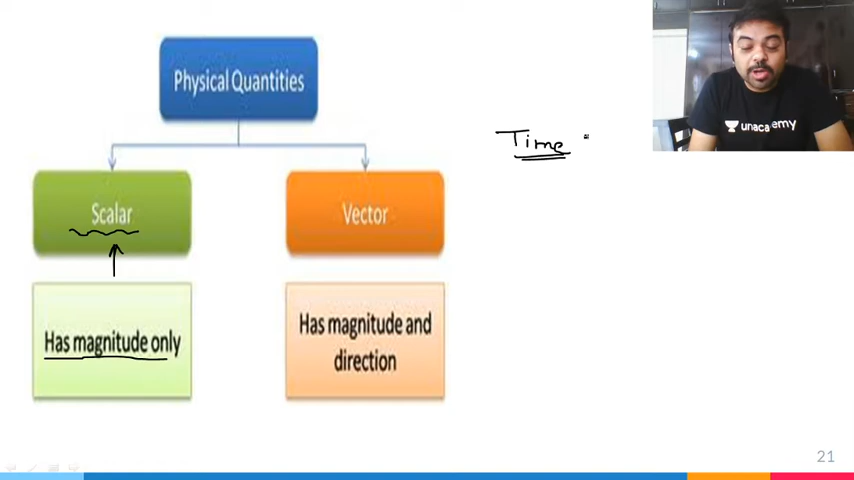 Physical Quantities
unacademy
Time
Scalar
Vector
Has magnitude only
Has magnitude and
direction
21